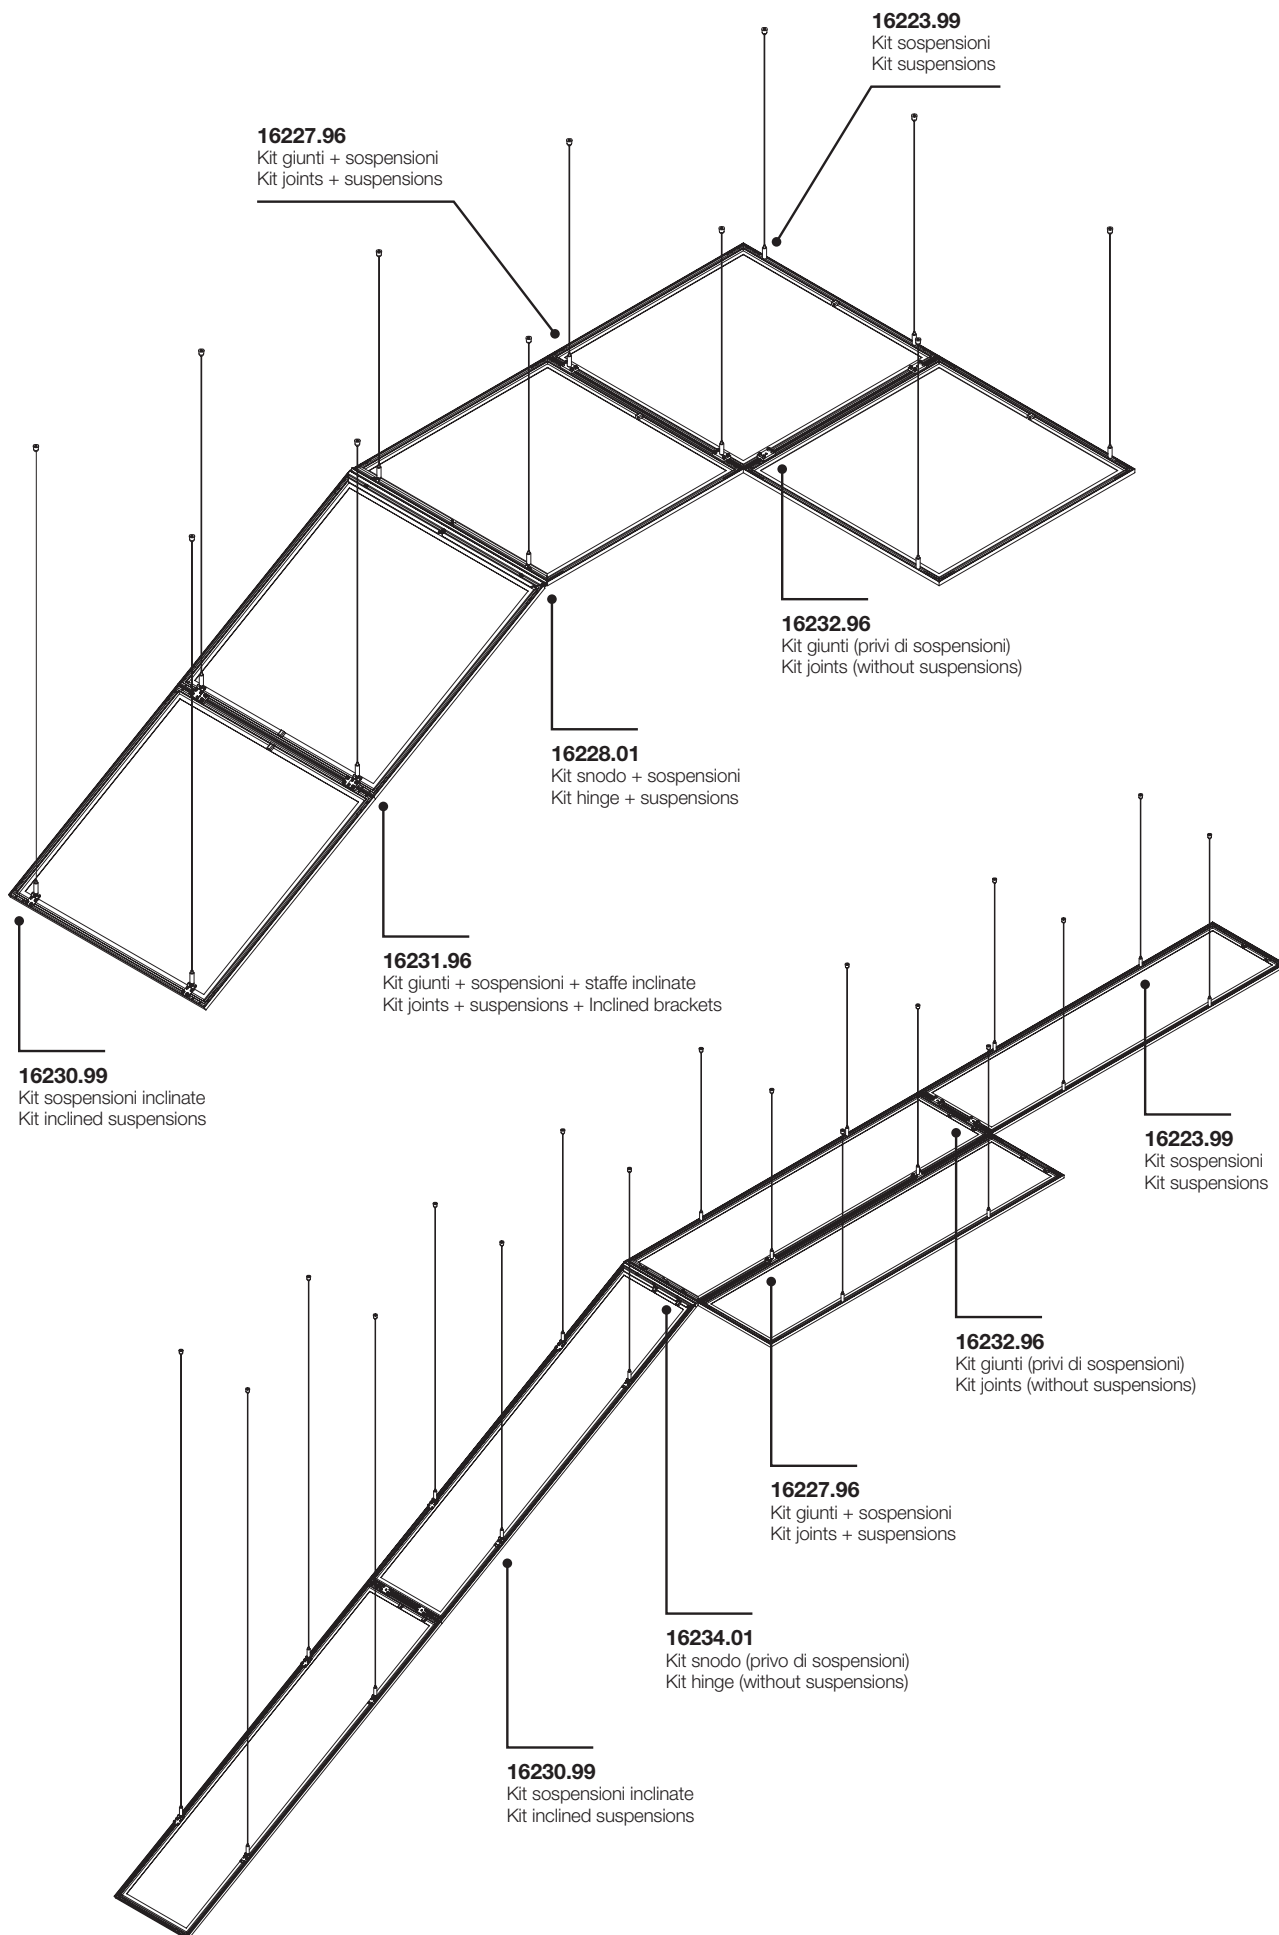 16223.99
Kit sospensioni
Kit suspensions
16227.96
Kit giunti + sospensioni
Kit joints + suspensions
16232.96
Kit giunti (privi di sospensioni)
Kit joints (without suspensions)
16228.01
Kit snodo + sospensioni
Kit hinge + suspensions
16231.96
Kit giunti + sospensioni + staffe inclinate
Kit joints + suspensions + Inclined brackets
16230.99
Kit sospensioni inclinate
Kit inclined suspensions
16223.99
Kit sospensioni
Kit suspensions
16232.96
Kit giunti (privi di sospensioni)
Kit joints (without suspensions)
16227.96
Kit giunti + sospensioni
Kit joints + suspensions
16234.01
Kit snodo (privo di sospensioni)
Kit hinge (without suspensions)
16230.99
Kit sospensioni inclinate
Kit inclined suspensions